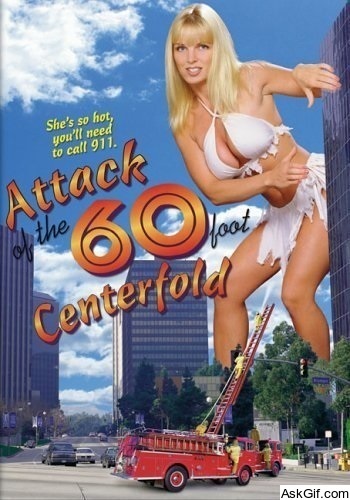 She's so hot,
you'll need
to call 911.
Attack
of the 60 foot
Centerfold
AskGif.com